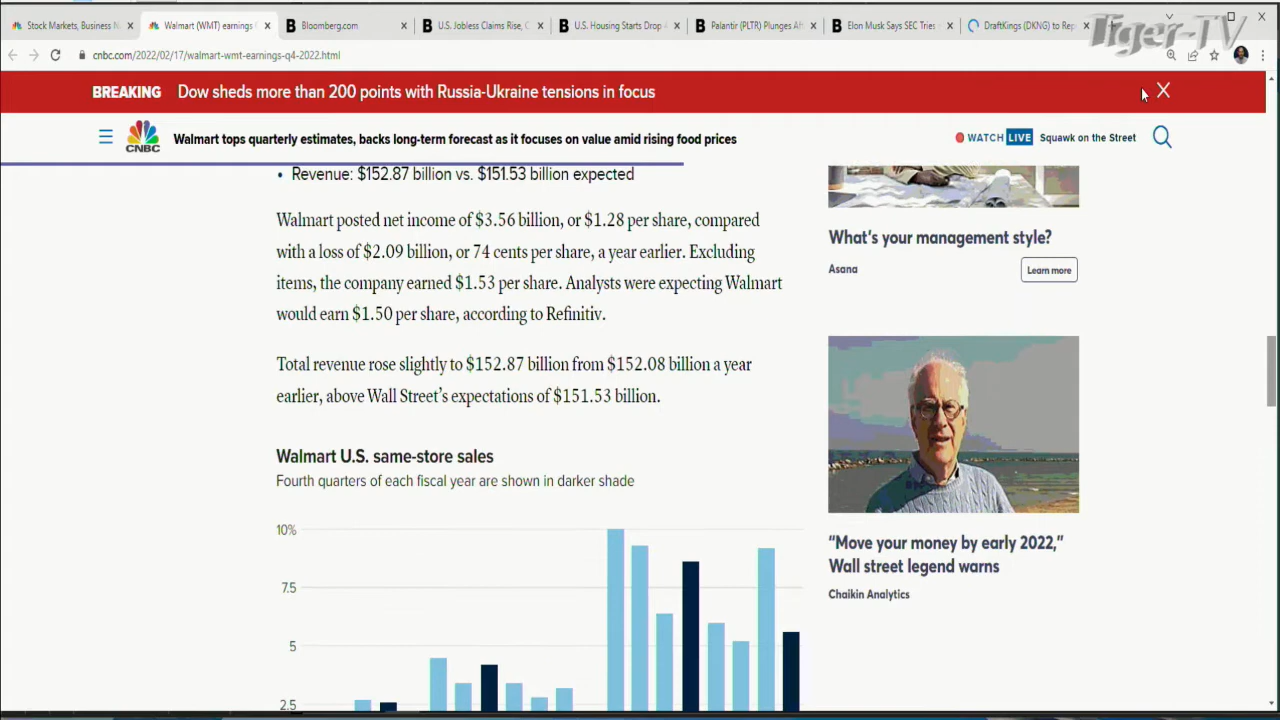 Stock Markets, Business N
Walmart (WMT) earnings
Bloomberg.com
U.S. Jobless Claims Rise, C
U.S. Housing Starts Drop
Palantir (PLTR) Plunges Aft
Elon Musk Says SEC Tries
DraftKings (DKNG) to Rep
Tiger-TV
cnbc.com/2022/02/17/walmart-wmt-earnings-q4-2022.html
BREAKING Dow sheds more than 200 points with Russia-Ukraine tensions in focus
CNBC
Walmart tops quarterly estimates, backs long-term forecast as it focuses on value amid rising food prices
WATCH LIVE Squawk on the Street
• Revenue: $152.87 billion vs. $151.53 billion expected
Walmart posted net income of $3.56 billion, or $1.28 per share, compared
with a loss of $2.09 billion, or 74 cents per share, a year earlier. Excluding
items, the company earned $1.53 per share. Analysts were expecting Walmart
would earn $1.50 per share, according to Refinitiv.
Total revenue rose slightly to $152.87 billion from $152.08 billion a year
earlier, above Wall Street's expectations of $151.53 billion.
Walmart U.S. same-store sales
Fourth quarters of each fiscal year are shown in darker shade
10%
7.5
5
2.5
What's your management style?
Asana
Learn more
“Move your money by early 2022,”
Wall street legend warns
Chaikin Analytics